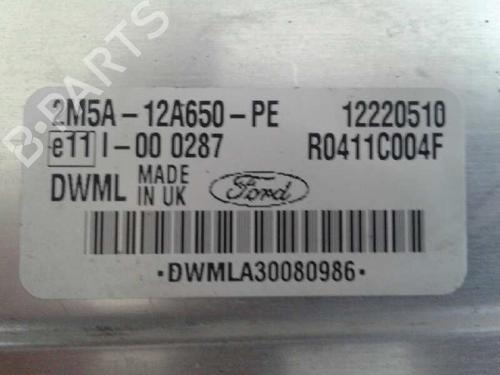 2M5A-12A650-PE 12220510
e11 I-00 0287 R0411C004F
DWML MADE IN UK Ford
·DWMLA30080986·
B-PARTS